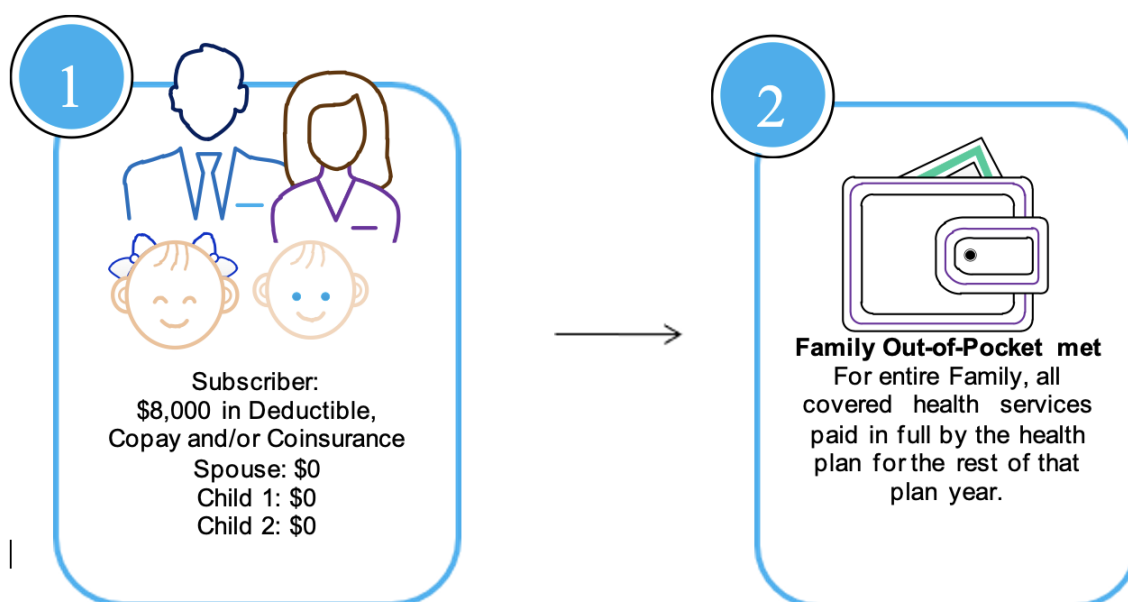 1
Subscriber:
$8,000 in Deductible,
Copay and/or Coinsurance
Spouse: $0
Child 1: $0
Child 2: $0
2
Family Out-of-Pocket met
For entire Family, all
covered health services
paid in full by the health
plan for the rest of that
plan year.